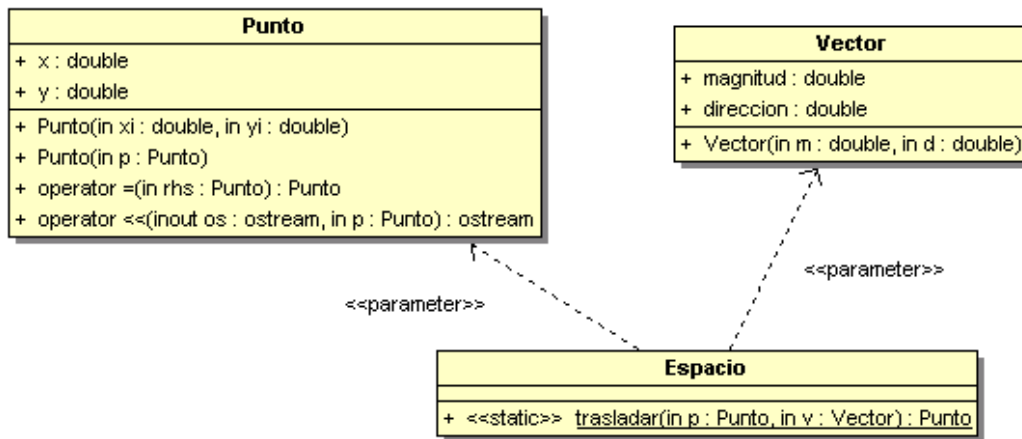 Punto
+ x : double
+ y : double
+ Punto(in xi : double, in yi : double)
+ Punto(in p : Punto)
+ operator =(in rhs : Punto) : Punto
+ operator <<(inout os : ostream, in p : Punto) : ostream
Vector
+ magnitud : double
+ direccion : double
+ Vector(in m : double, in d : double)
<<parameter>>
<<parameter>>
Espacio
+ <<static>> trasladar(in p : Punto, in v : Vector) : Punto